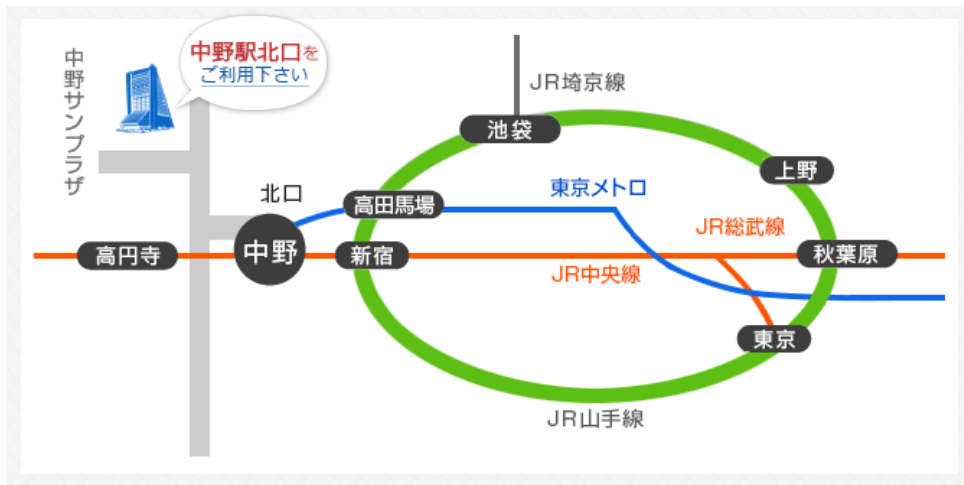 中野サンプラザ
中野駅北口を
ご利用下さい
JR埼京線
池袋
上野
北口
高田馬場
東京メトロ
JR総武線
高円寺
中野
新宿
JR中央線
秋葉原
東京
JR山手線